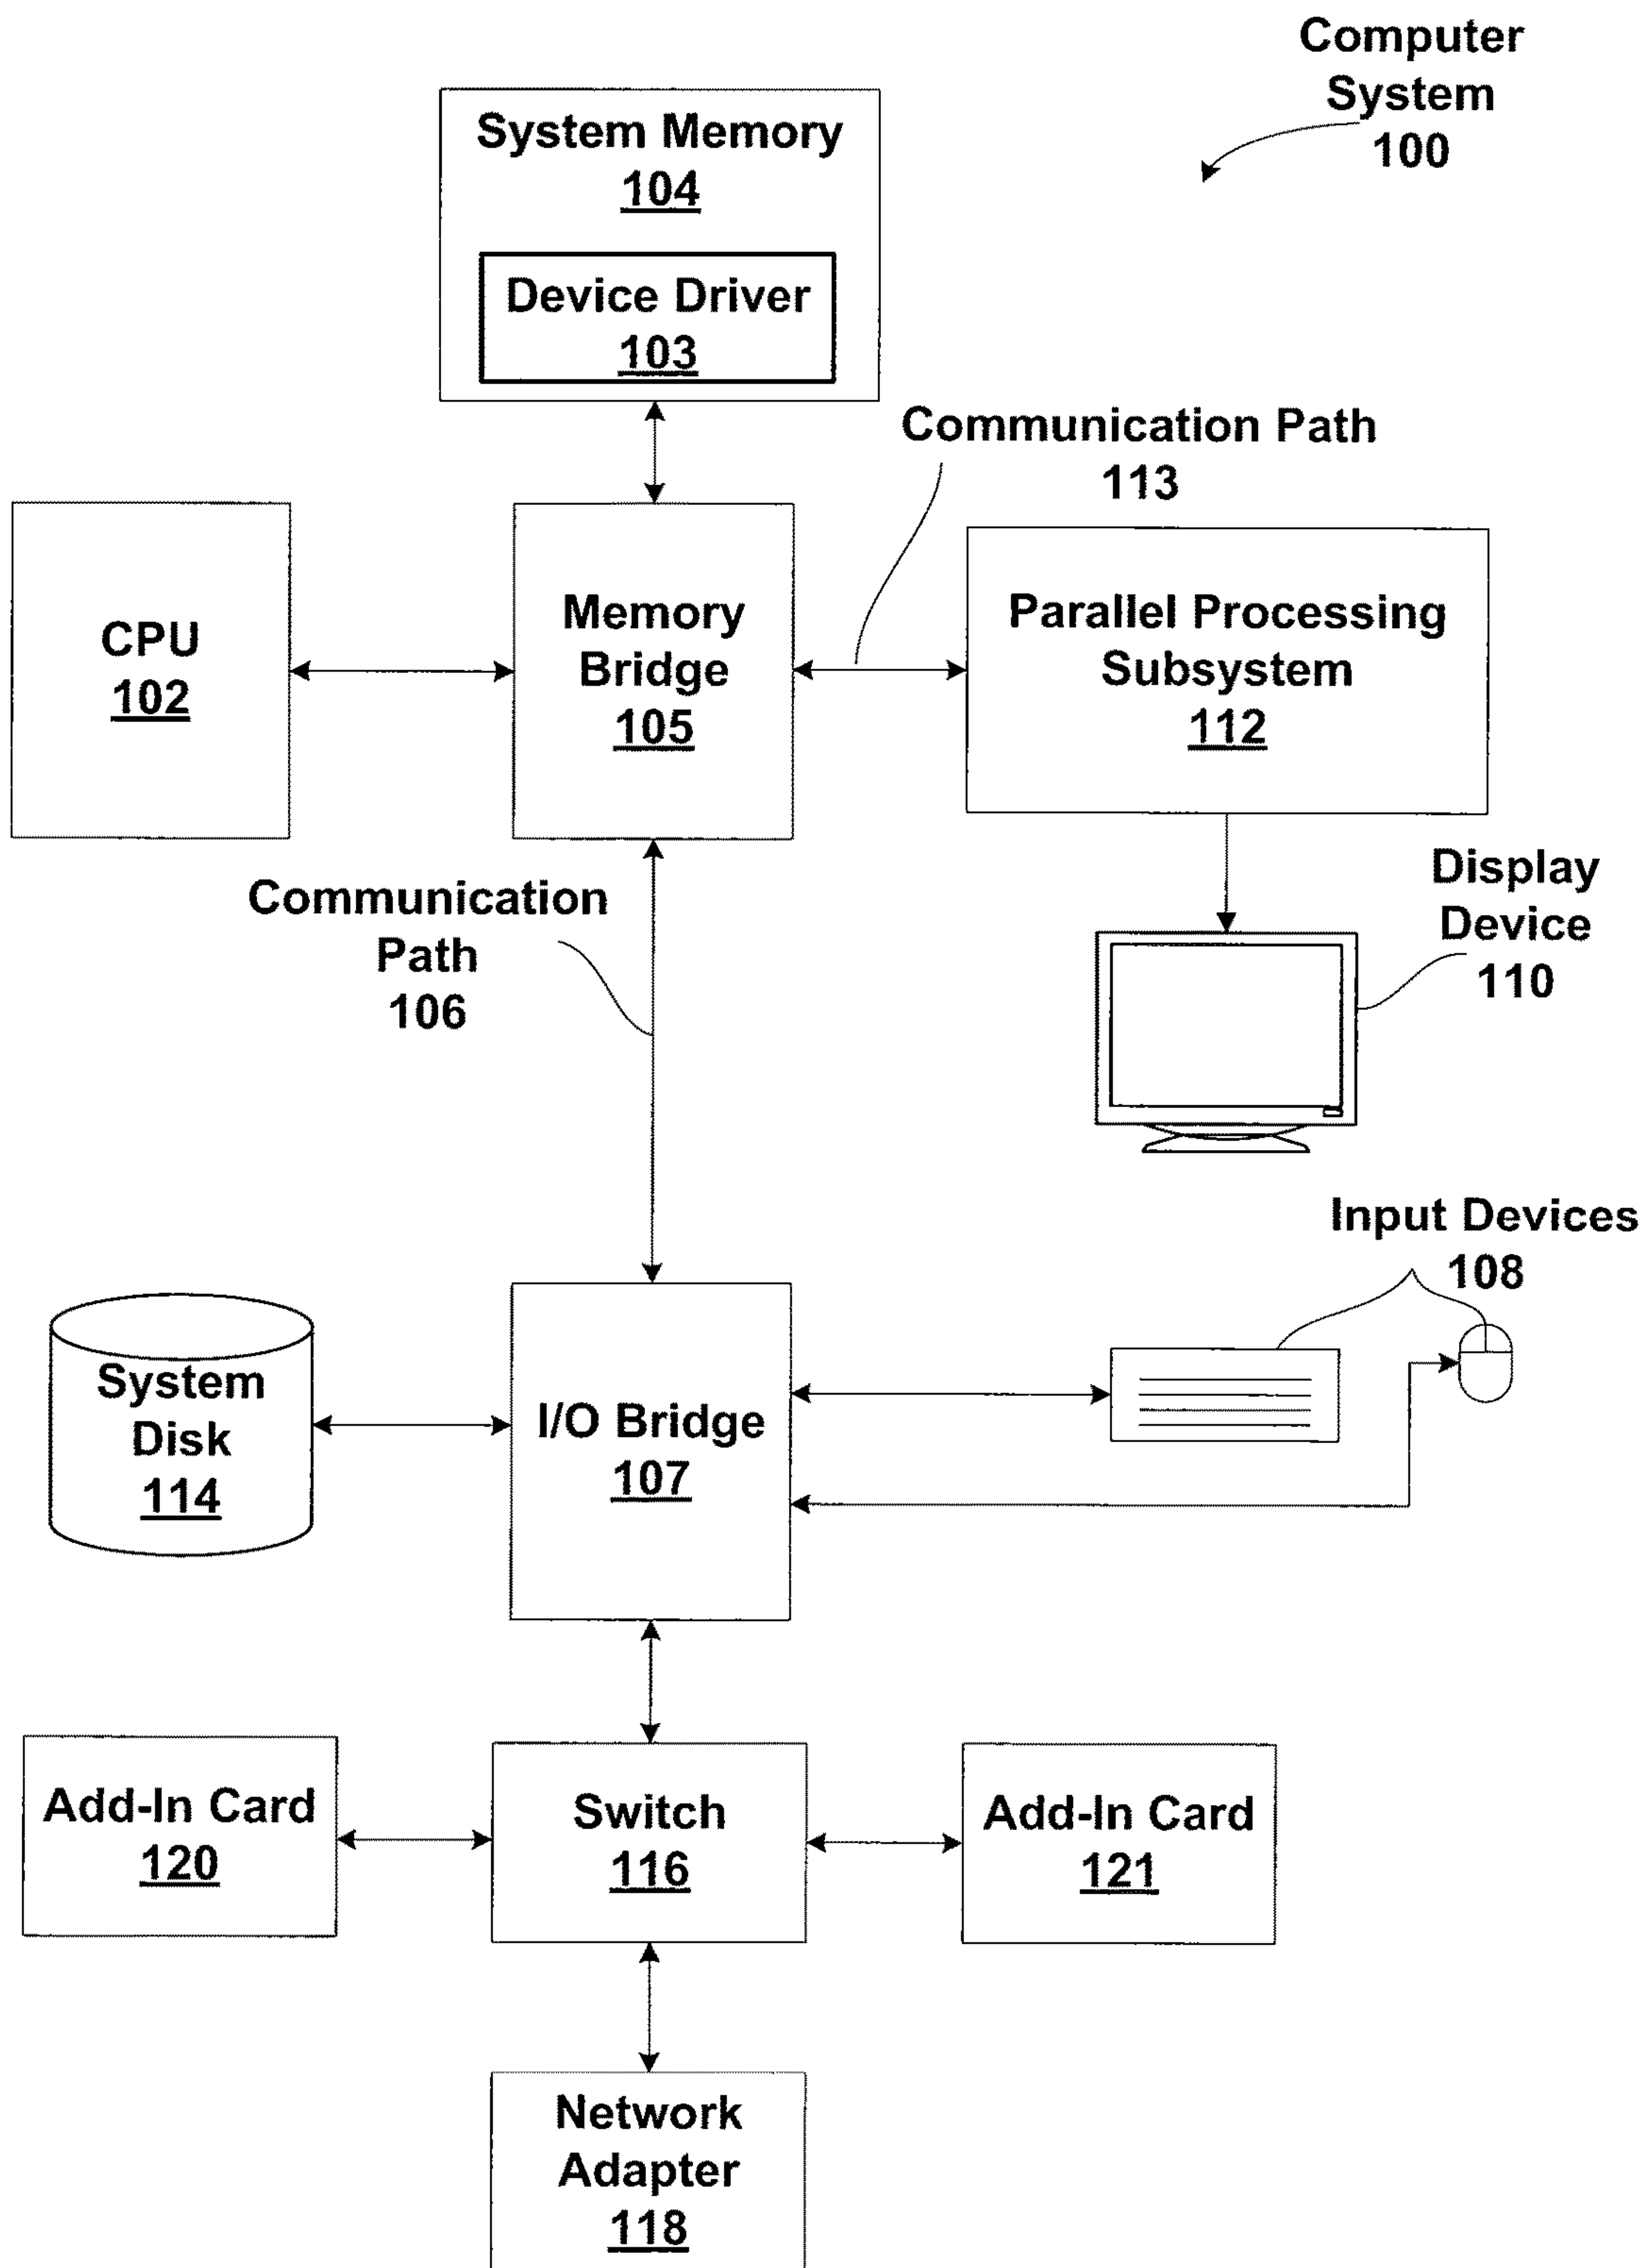 Computer
System
100
System Memory
104
Device Driver
103
Communication Path
113
CPU
102
Memory
Bridge
105
Parallel Processing
Subsystem
112
Communication
Path
106
Display
Device
110
Input Devices
108
System
Disk
114
I/O Bridge
107
Add-In Card
120
Switch
116
Add-In Card
121
Network
Adapter
118